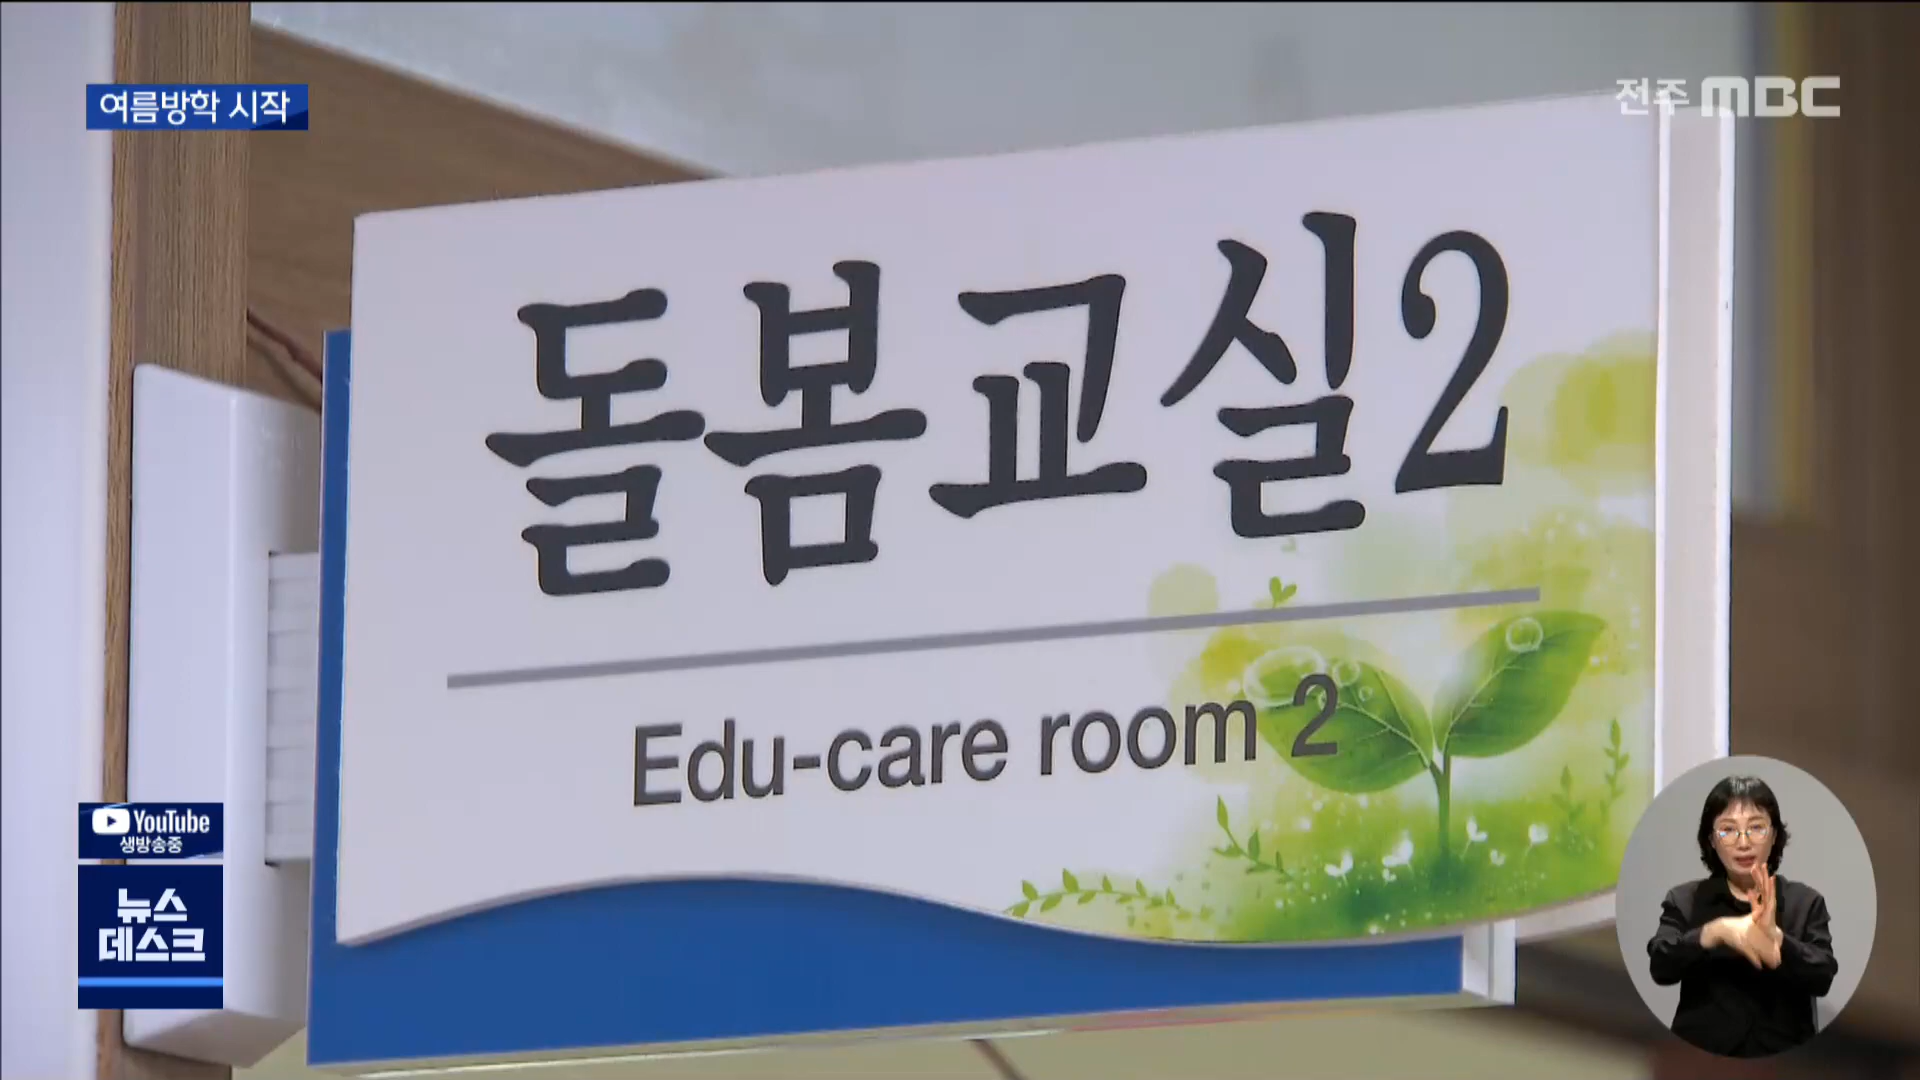 여름방학 시작
전주 MBC
돌봄교실2
Edu-care room 2
YouTube
생방송중
뉴스
데스크